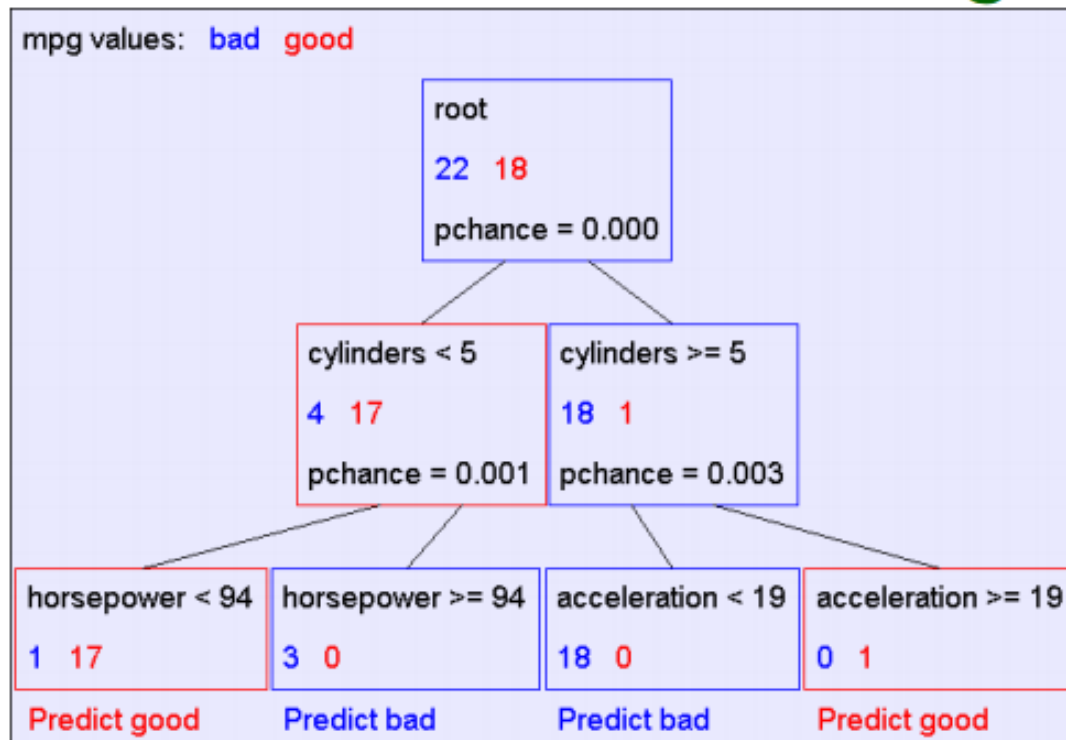 mpg values: bad good
root
22 18
pchance = 0.000
cylinders < 5
4 17
pchance = 0.001
cylinders >= 5
18 1
pchance = 0.003
horsepower < 94
1 17
Predict good
horsepower >= 94
3 0
Predict bad
acceleration < 19
18 0
Predict bad
acceleration >= 19
0 1
Predict good